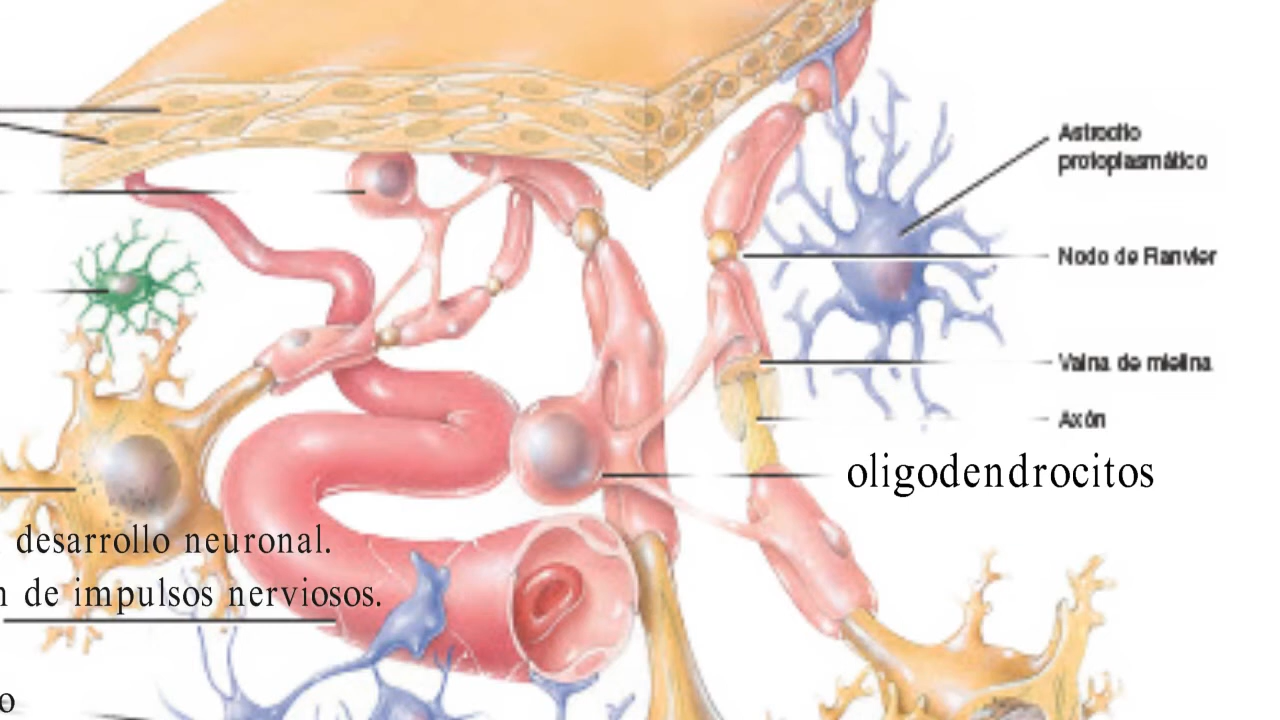 Astrocito
protoplasmático
Nodo de Ranvier
Vaina de mielina
Axón
oligodendrocitos
desarrollo neuronal.
n de impulsos nerviosos.
o